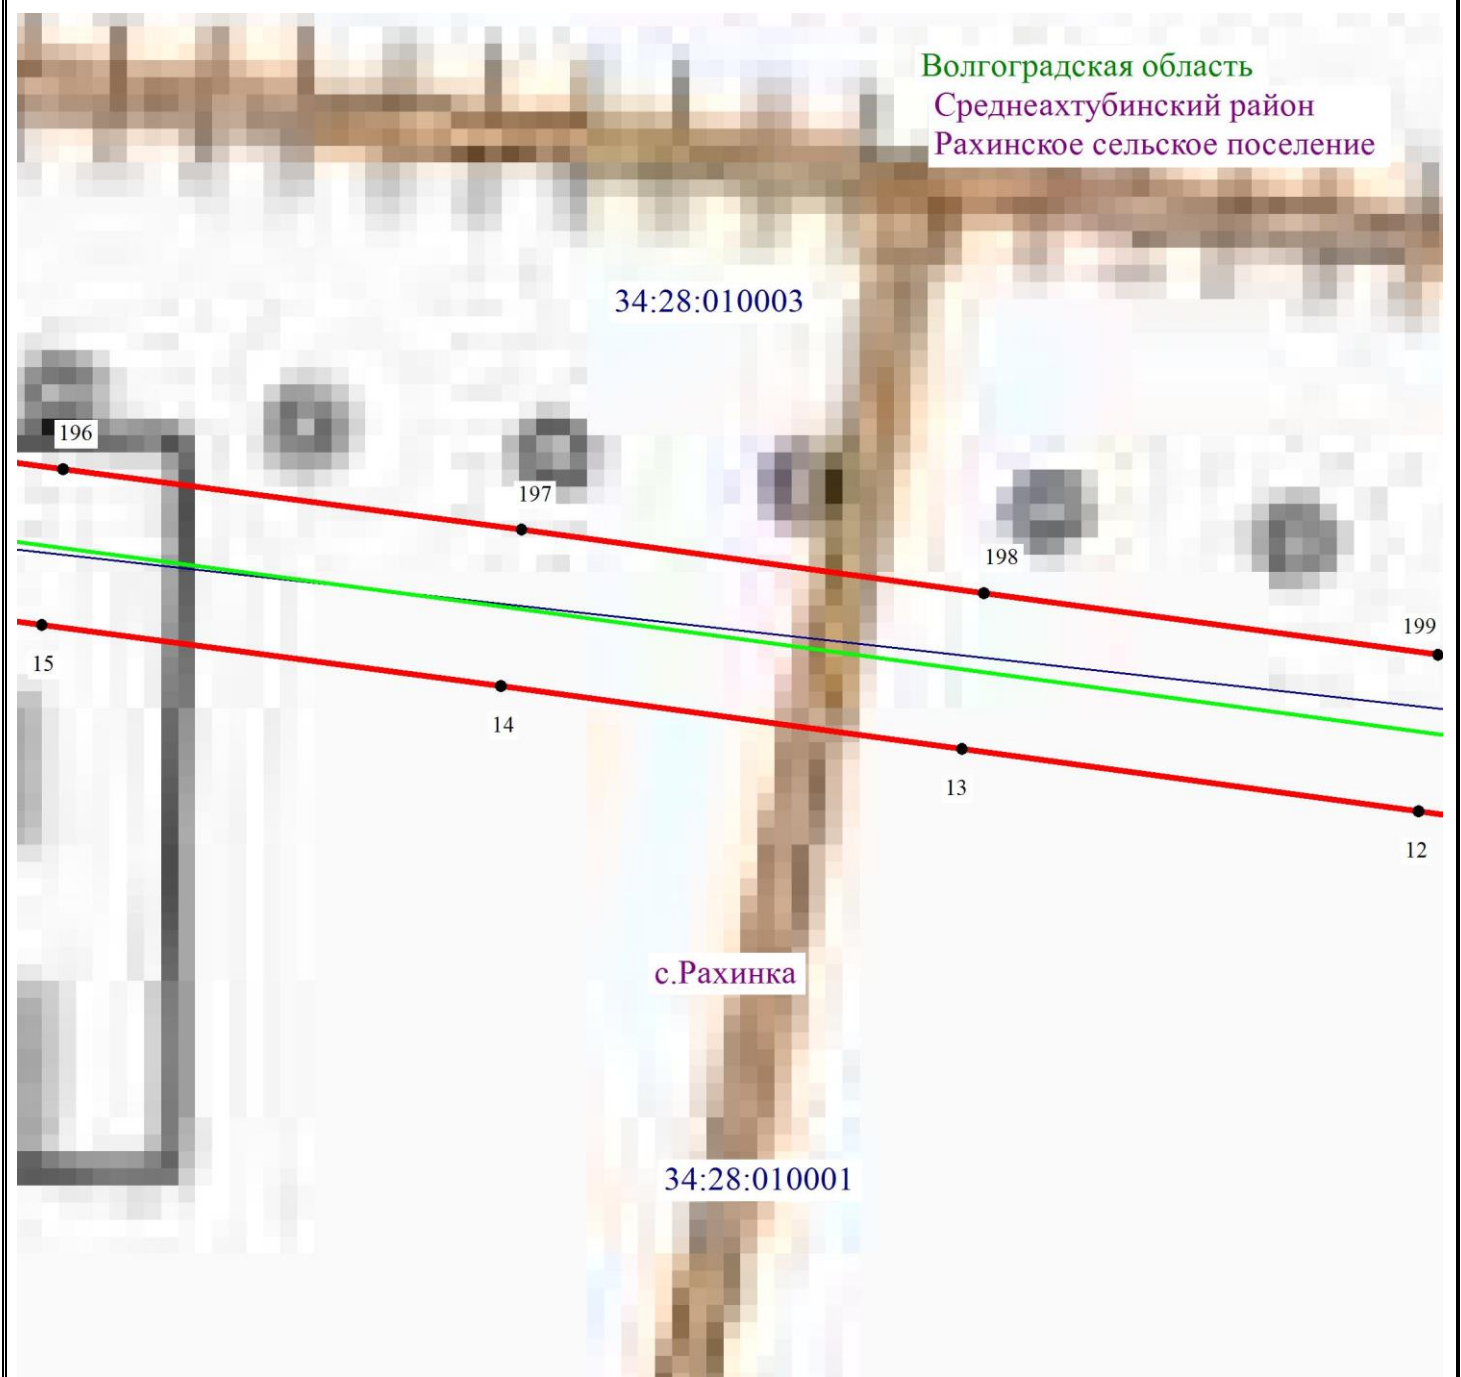 Волгоградская область
Среднеахтубинский район
Рахинское сельское поселение
34:28:010003
196
197
198
199
15
14
13
12
с.Рахинка
34:28:010001